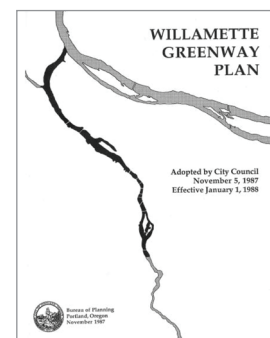 WILLAMETTE
GREENWAY
PLAN
Adopted by City Council
November 5, 1987
Effective January 1, 1988
Bureau of Planning
Portland, Oregon
November 1987